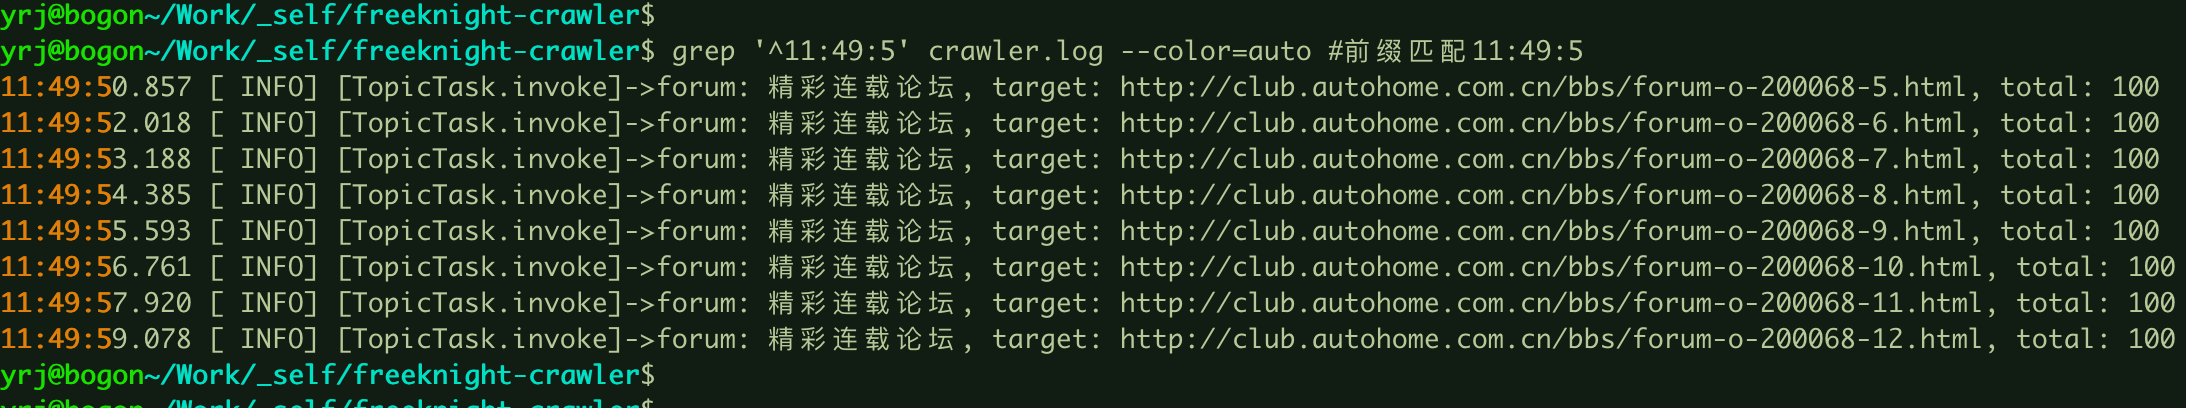 yrj@bogon~/Work/_self/freeknight-crawler$
yrj@bogon~/Work/_self/freeknight-crawler$ grep '^11:49:5' crawler.log --color=auto #前缀匹配11:49:5
11:49:50.857 [ INFO] [TopicTask.invoke]->forum: 精彩连载论坛, target: http://club.autohome.com.cn/bbs/forum-o-200068-5.html, total: 100
11:49:52.018 [ INFO] [TopicTask.invoke]->forum: 精彩连载论坛, target: http://club.autohome.com.cn/bbs/forum-o-200068-6.html, total: 100
11:49:53.188 [ INFO] [TopicTask.invoke]->forum: 精彩连载论坛, target: http://club.autohome.com.cn/bbs/forum-o-200068-7.html, total: 100
11:49:54.385 [ INFO] [TopicTask.invoke]->forum: 精彩连载论坛, target: http://club.autohome.com.cn/bbs/forum-o-200068-8.html, total: 100
11:49:55.593 [ INFO] [TopicTask.invoke]->forum: 精彩连载论坛, target: http://club.autohome.com.cn/bbs/forum-o-200068-9.html, total: 100
11:49:56.761 [ INFO] [TopicTask.invoke]->forum: 精彩连载论坛, target: http://club.autohome.com.cn/bbs/forum-o-200068-10.html, total: 100
11:49:57.920 [ INFO] [TopicTask.invoke]->forum: 精彩连载论坛, target: http://club.autohome.com.cn/bbs/forum-o-200068-11.html, total: 100
11:49:59.078 [ INFO] [TopicTask.invoke]->forum: 精彩连载论坛, target: http://club.autohome.com.cn/bbs/forum-o-200068-12.html, total: 100
yrj@bogon~/Work/_self/freeknight-crawler$
yrj@bogon~/Work/_self/freeknight-crawler$